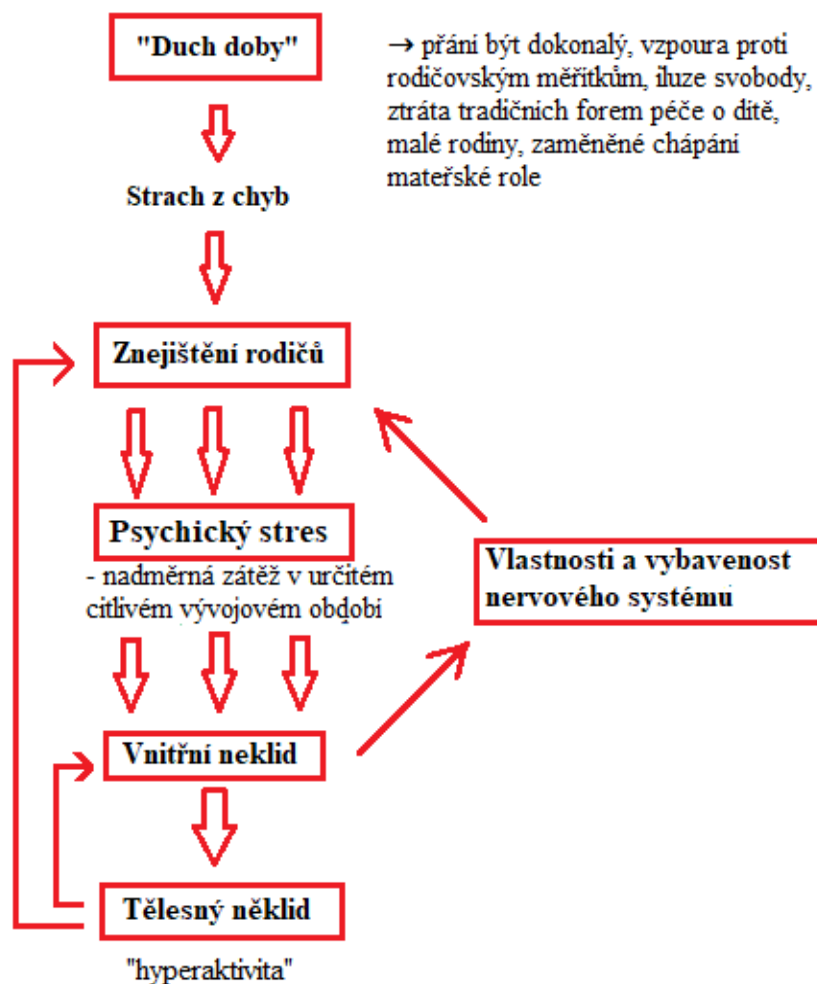 "Duch doby"
→ přání být dokonalý, vzpoura proti
rodičovským měřítkům, iluze svobody,
ztráta tradičních forem péče o dítě,
malé rodiny, zaměněné chápání
mateřské role
Strach z chyb
Znejištění rodičů
Psychický stres
- nadměrná zátěž v určitém
citlivém vývojovém období
Vlastnosti a vybavenost
nervového systému
Vnitřní neklid
Tělesný něklid
"hyperaktivita"